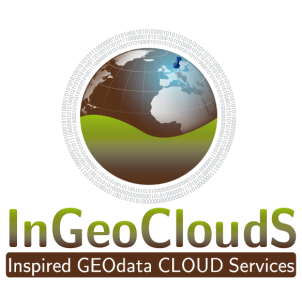 InGeoCloudS
Inspired GEOdata CLOUD Services